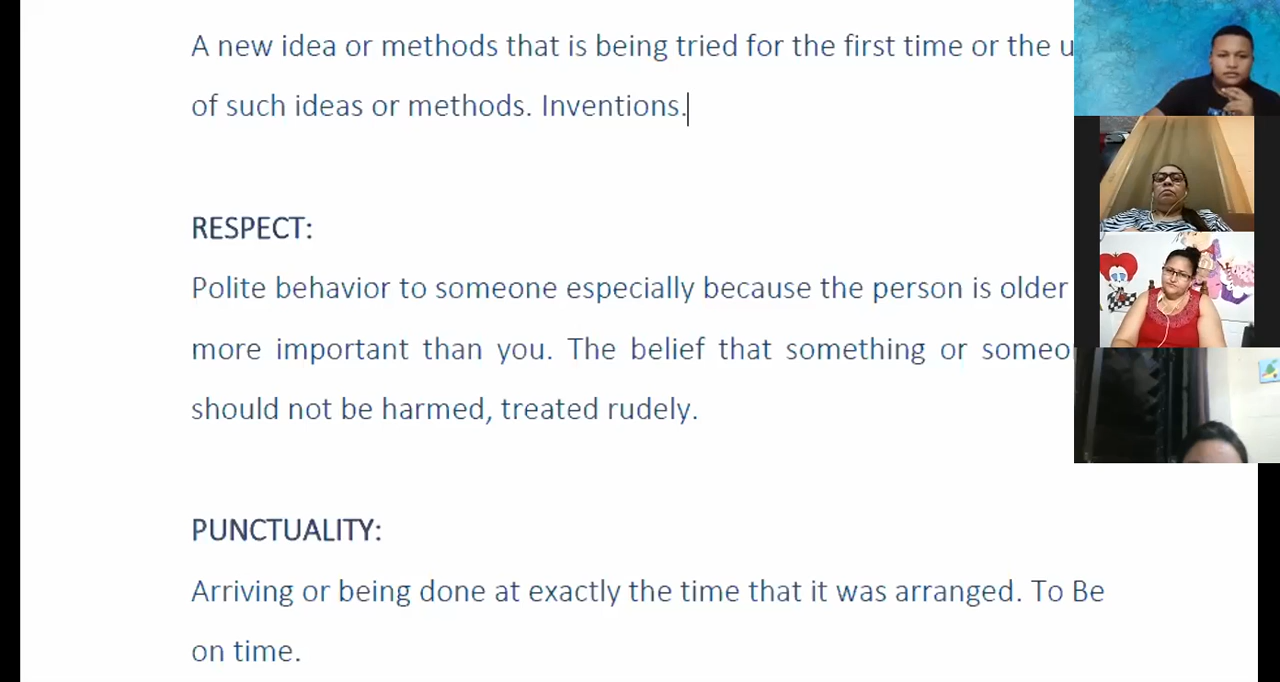 A new idea or methods that is being tried for the first time or the
of such ideas or methods. Inventions.
RESPECT:
Polite behavior to someone especially because the person is older
more important than you. The belief that something or
should not be harmed, treated rudely.
PUNCTUALITY:
Arriving or being done at exactly the time that it was arranged. To Be
on time.